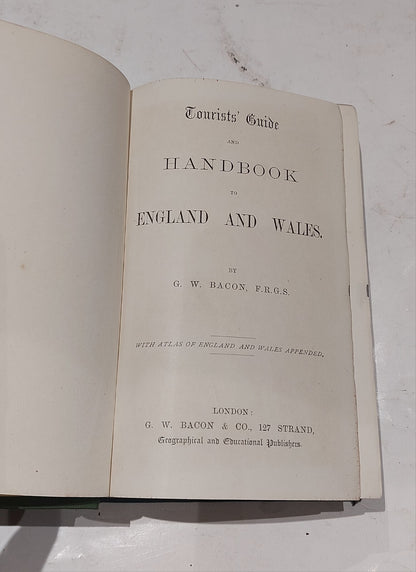 Tourists' Guide
AND
HANDBOOK
TO
ENGLAND AND WALES.
BY
G. W. BACON, F.R.G.S.
WITH ATLAS OF ENGLAND AND WALES APPENDED.
LONDON:
G. W. BACON & CO., 127 STRAND,
Geographical and Educational Publishers.